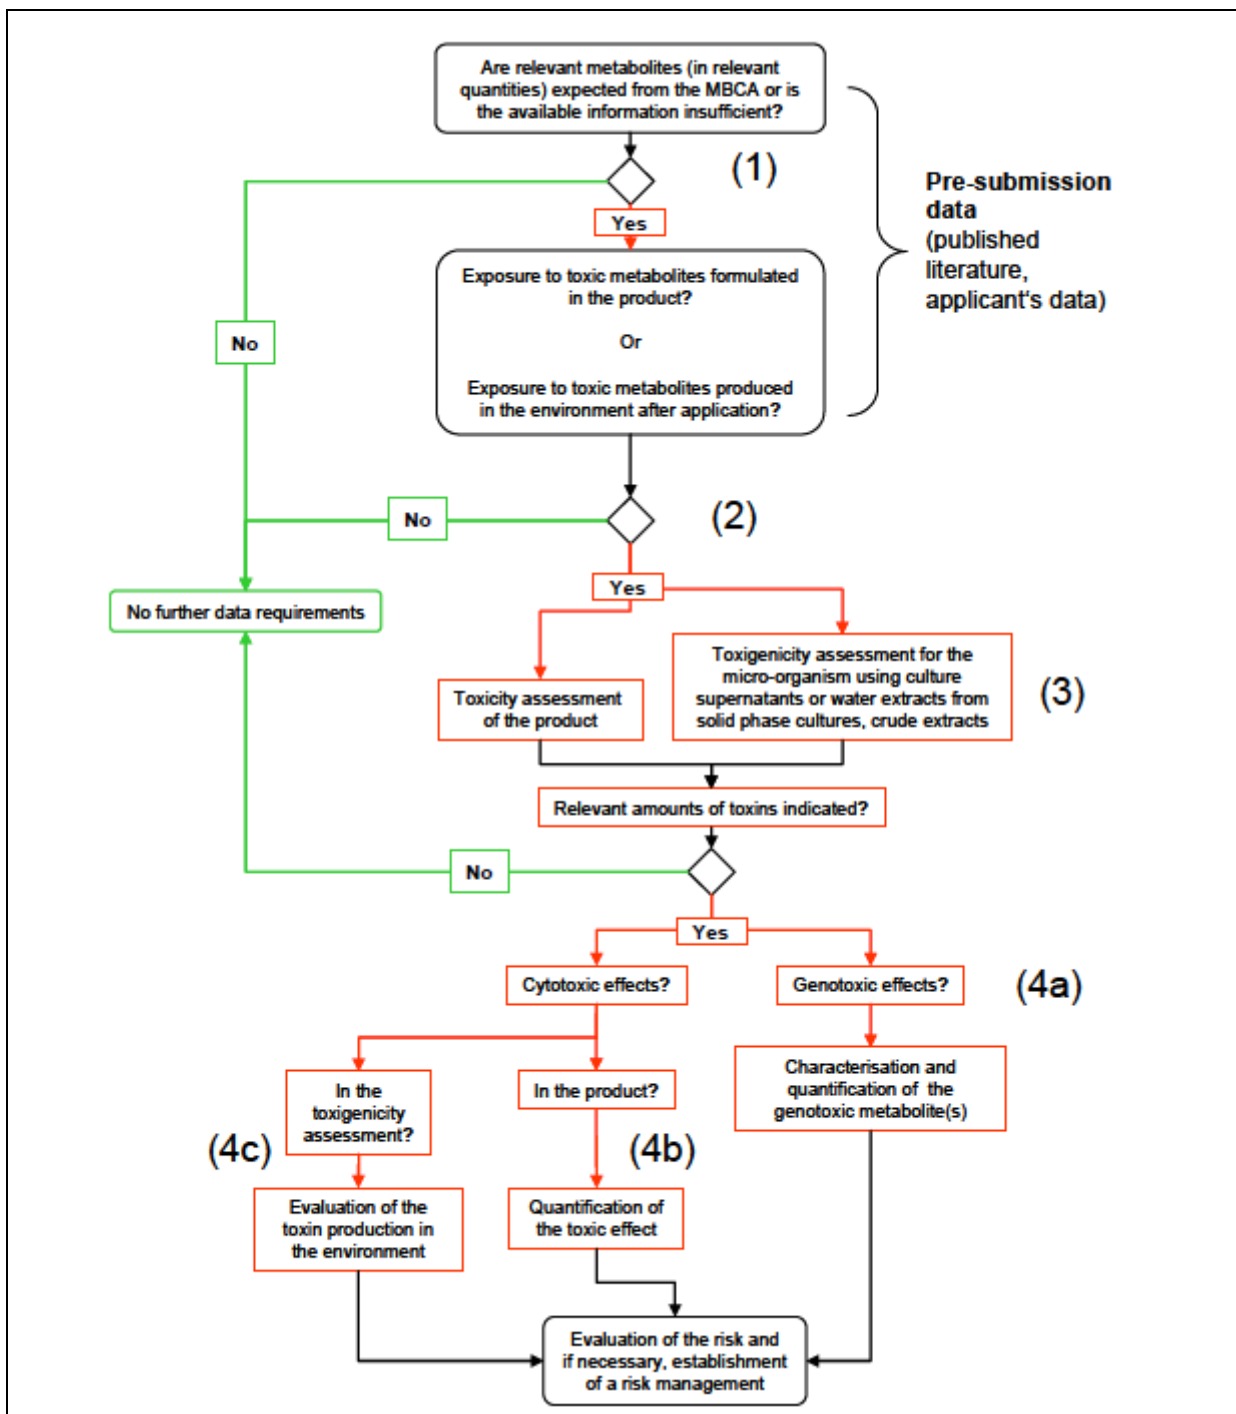 Are relevant metabolites (in relevant
quantities) expected from the MBCA or is
the available information insufficient?
(1)
Pre-submission
data
(published
literature,
applicant's data)
Yes
Exposure to toxic metabolites formulated
in the product?
Or
Exposure to toxic metabolites produced
in the environment after application?
No
No
(2)
Yes
No further data requirements
Toxicity assessment
of the product
Toxigenicity assessment for the
micro-organism using culture
supernatants or water extracts from
solid phase cultures, crude extracts
(3)
Relevant amounts of toxins indicated?
No
Yes
Cytotoxic effects?
Genotoxic effects?
(4a)
In the
toxigenicity
assessment?
In the product?
Characterisation and
quantification of the
genotoxic metabolite(s)
(4c)
(4b)
Evaluation of the
toxin production in
the environment
Quantification of
the toxic effect
Evaluation of the risk and
if necessary, establishment
of a risk management